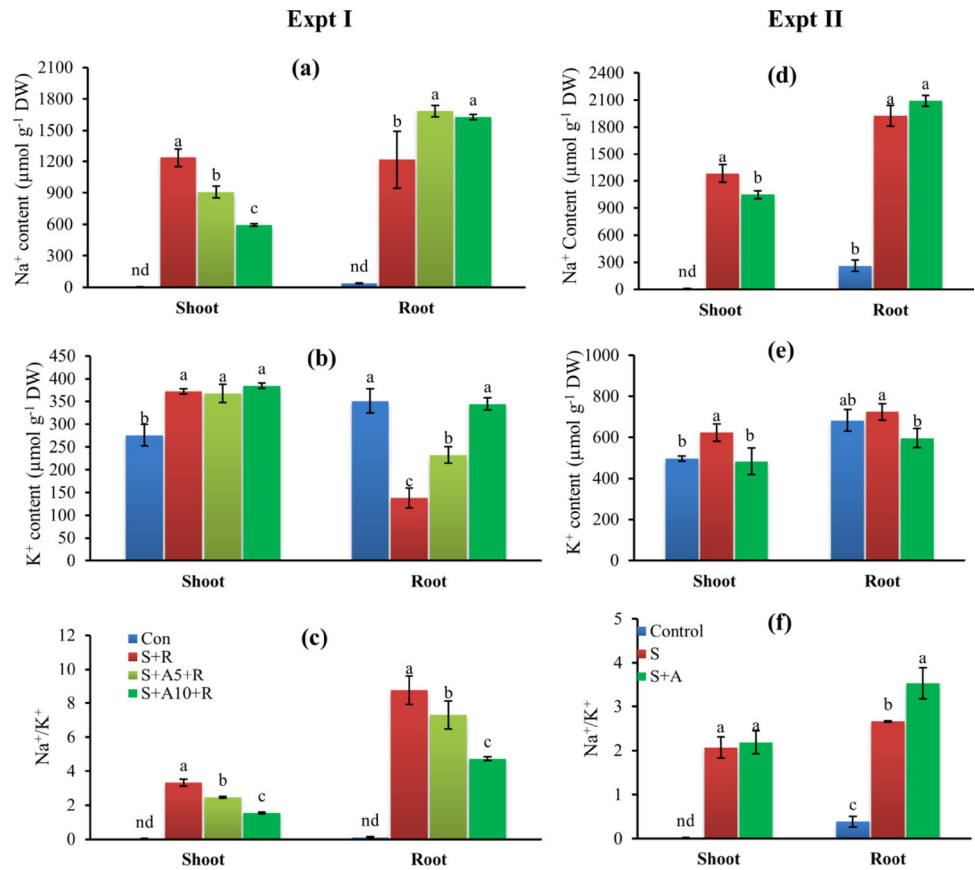 Expt I
Expt II
(a)
Na⁺ content (µmol g⁻¹ DW)
2100
1800
1500
1200
900
600
300
0
nd
a
b
c
nd
b
a
a
Shoot
Root
(d)
Na⁺ Content (µmol g⁻¹ DW)
2400
2100
1800
1500
1200
900
600
300
0
nd
a
b
b
a
a
Shoot
Root
(b)
K⁺ content (µmol g⁻¹ DW)
450
400
350
300
250
200
150
100
50
0
b
a
a
a
a
c
b
a
Shoot
Root
(e)
K⁺ content (µmol g⁻¹ DW)
1000
800
600
400
200
0
b
a
b
ab
a
b
Shoot
Root
(c)
Na⁺/K⁺
12
10
8
6
4
2
0
Con
S+R
S+A5+R
S+A10+R
nd
a
b
c
nd
a
b
c
Shoot
Root
(f)
Na⁺/K⁺
5
4
3
2
1
0
Control
S
S+A
nd
a
a
c
b
a
Shoot
Root